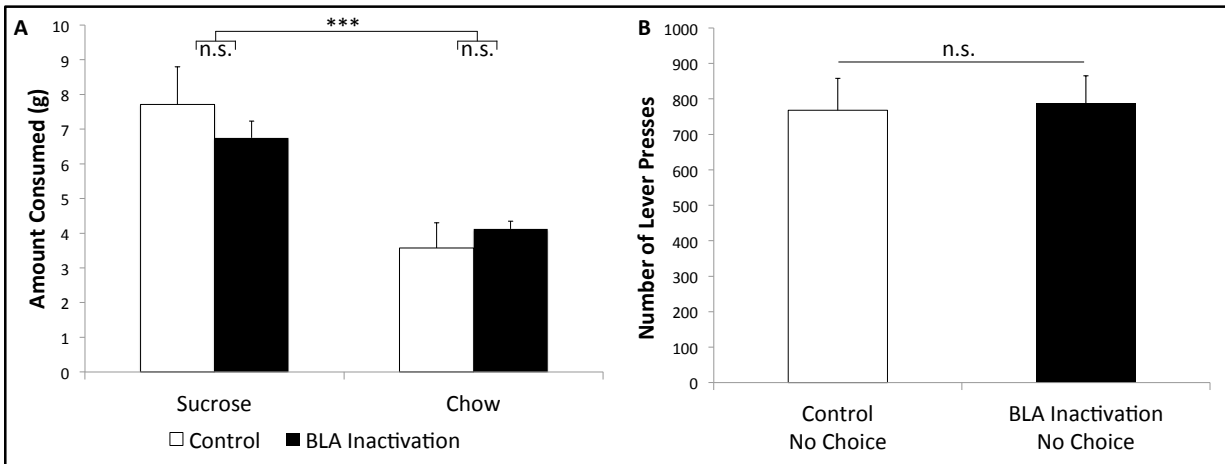 A
***
n.s.
n.s.
Amount Consumed (g)
10
9
8
7
6
5
4
3
2
1
0
Sucrose
Chow
Control
BLA Inactivation
B
n.s.
Number of Lever Presses
1000
900
800
700
600
500
400
300
200
100
0
Control
No Choice
BLA Inactivation
No Choice